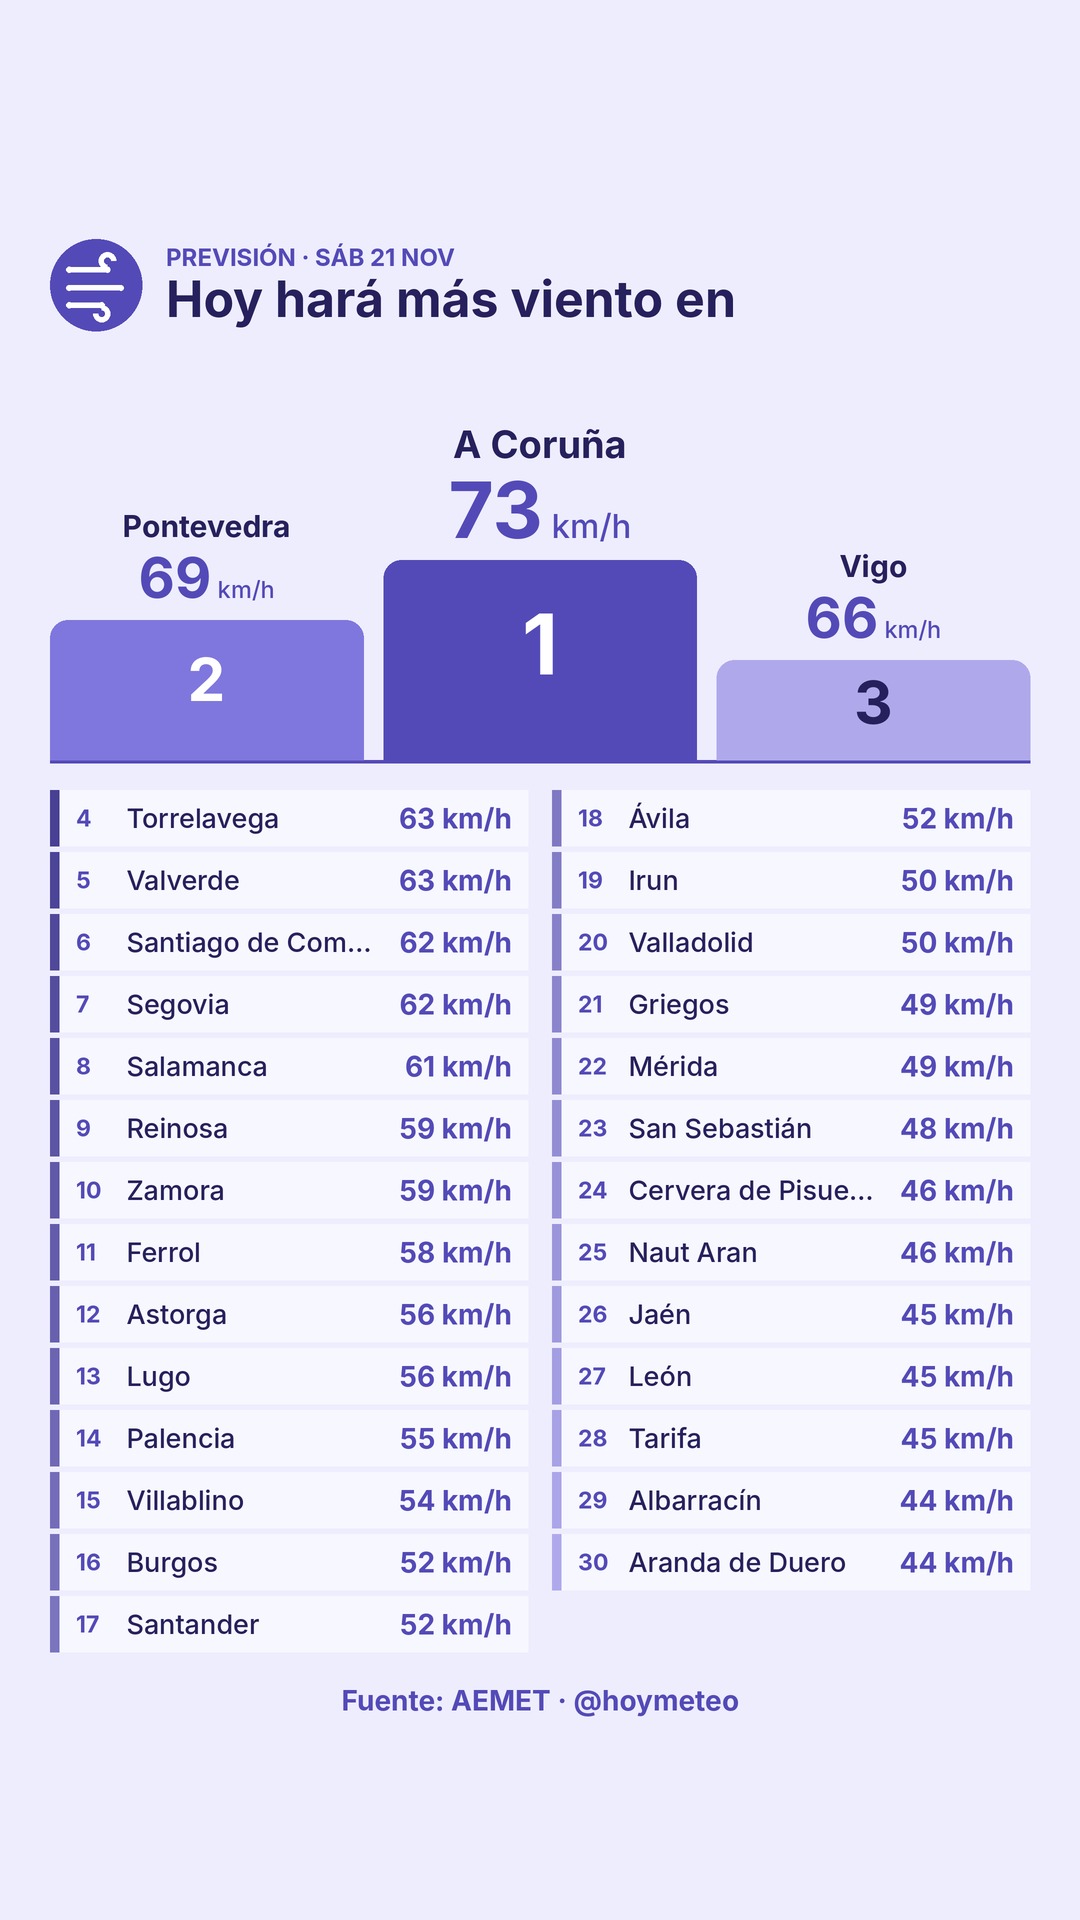 PREVISIÓN · SÁB 21 NOV
Hoy hará más viento en
A Coruña
73 km/h
Pontevedra
69 km/h
Vigo
66 km/h
1
2
3
4 Torrelavega 63 km/h
5 Valverde 63 km/h
6 Santiago de Com... 62 km/h
7 Segovia 62 km/h
8 Salamanca 61 km/h
9 Reinosa 59 km/h
10 Zamora 59 km/h
11 Ferrol 58 km/h
12 Astorga 56 km/h
13 Lugo 56 km/h
14 Palencia 55 km/h
15 Villablino 54 km/h
16 Burgos 52 km/h
17 Santander 52 km/h
18 Ávila 52 km/h
19 Irun 50 km/h
20 Valladolid 50 km/h
21 Griegos 49 km/h
22 Mérida 49 km/h
23 San Sebastián 48 km/h
24 Cervera de Pisue... 46 km/h
25 Naut Aran 46 km/h
26 Jaén 45 km/h
27 León 45 km/h
28 Tarifa 45 km/h
29 Albarracín 44 km/h
30 Aranda de Duero 44 km/h
Fuente: AEMET · @hoymeteo